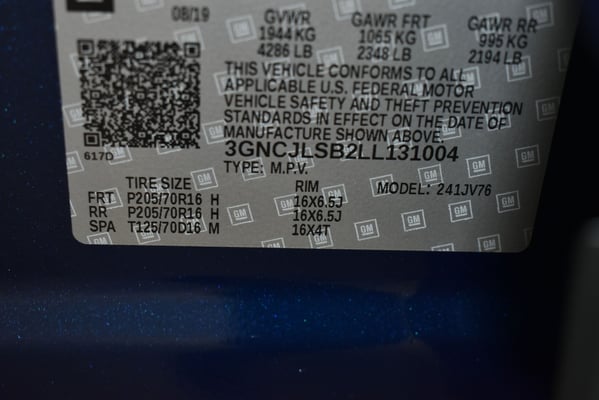 08/19 GVWR GAWR FRT GAWR RR
1944 KG 1065 KG 995 KG
4286 LB 2348 LB 2194 LB
THIS VEHICLE CONFORMS TO ALL
APPLICABLE U.S. FEDERAL MOTOR
VEHICLE SAFETY AND THEFT PREVENTION
STANDARDS IN EFFECT ON THE DATE OF
MANUFACTURE SHOWN ABOVE.
3GNCJLSB2LL131004
617D
TYPE: M.P.V.
TIRE SIZE RIM MODEL: 241JV76
FRT P205/70R16 H 16X6.5J
RR P205/70R16 H 16X6.5J
SPA T125/70D16 M 16X4T
GM